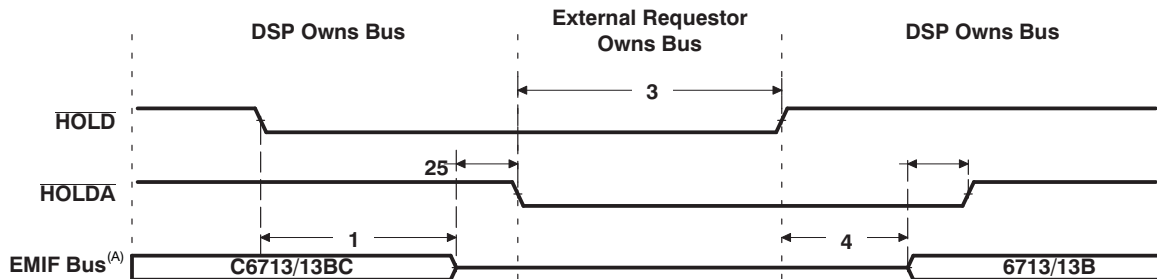 External Requestor
DSP Owns Bus
Owns Bus
DSP Owns Bus
3
HOLD
25
HOLDA
1
4
EMIF Bus(A)
C6713/13BC
6713/13B